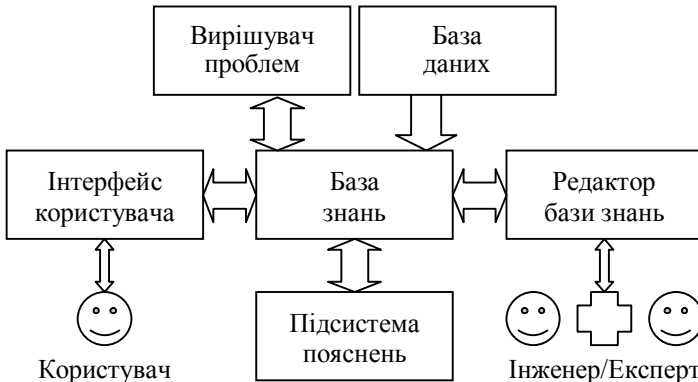 Вирішувач
проблем
База
даних
Інтерфейс
користувача
База
знань
Редактор
бази знань
Підсистема
пояснень
Користувач
Інженер/Експерт